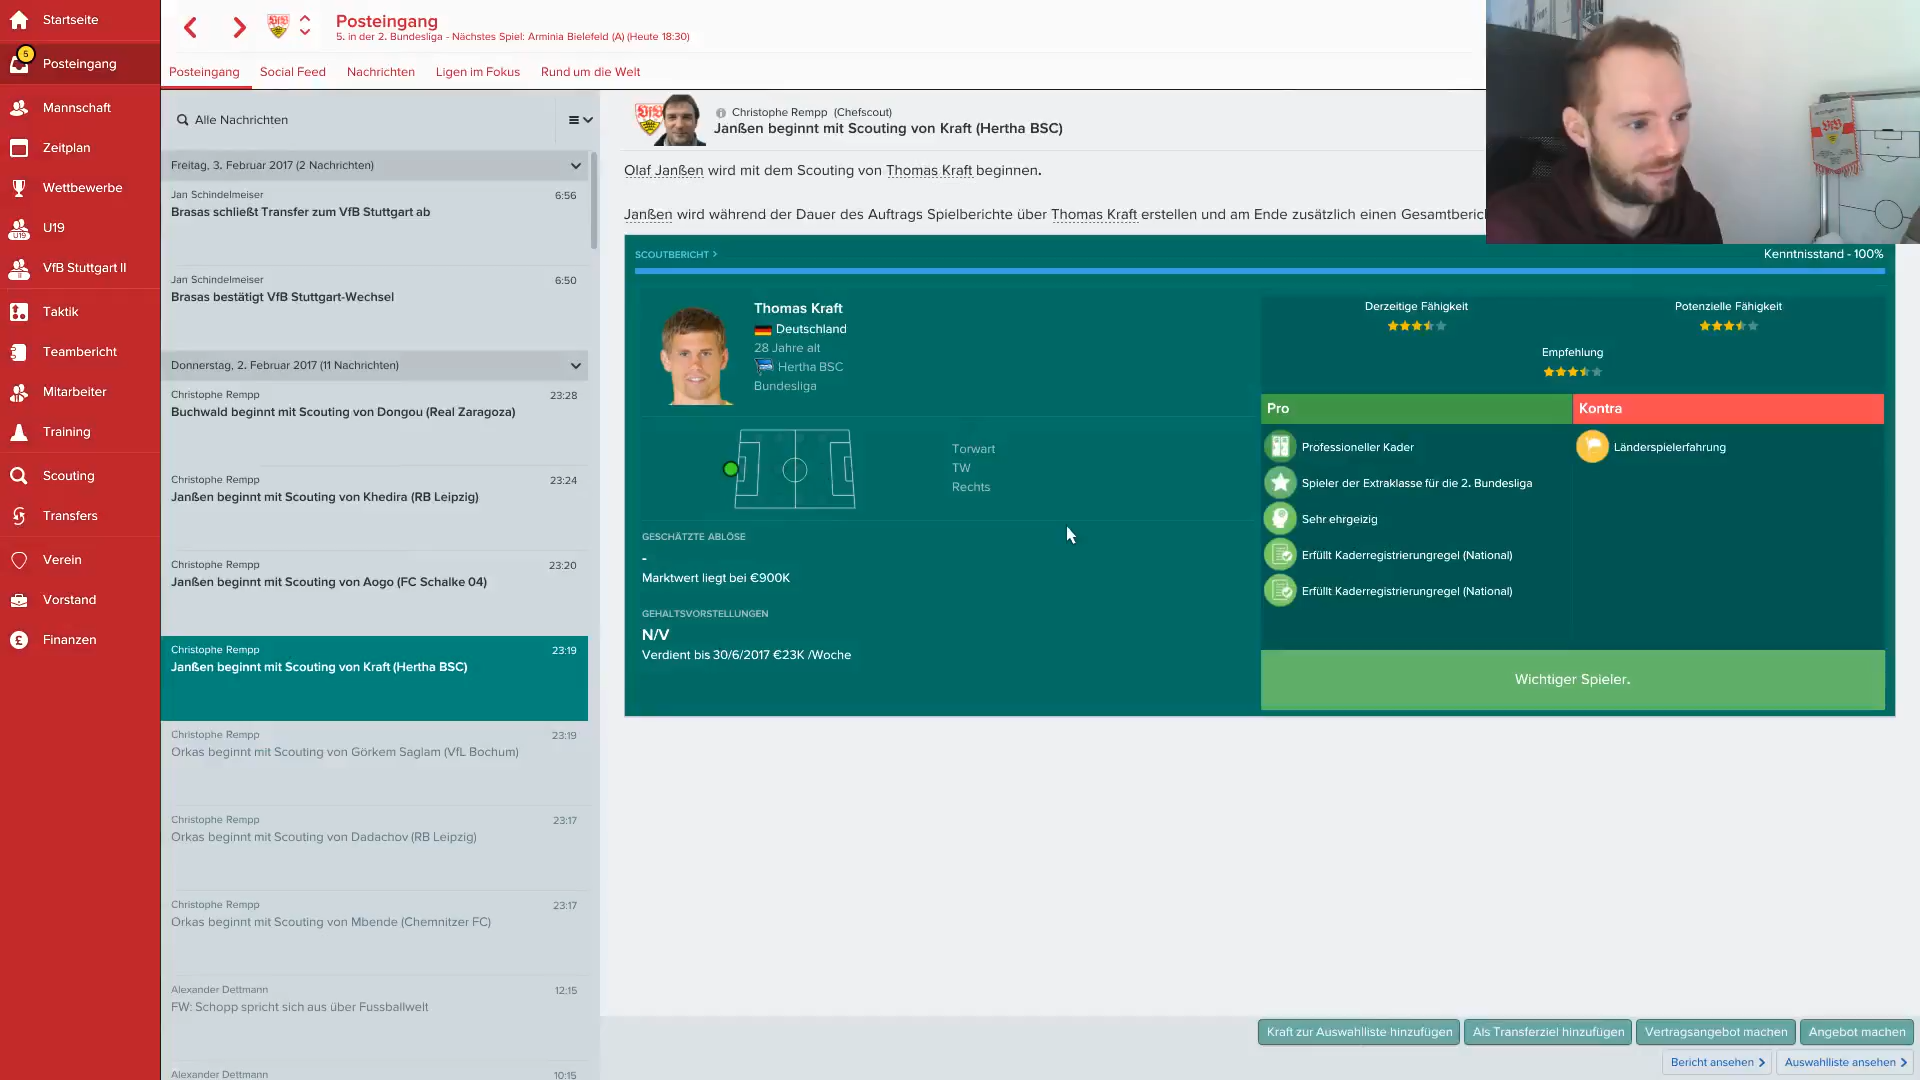 Startseite
5
Posteingang
Mannschaft
Zeitplan
Wettbewerbe
U19
VfB Stuttgart II
Taktik
Teambericht
Mitarbeiter
Training
Scouting
Transfers
Verein
Vorstand
Finanzen
Posteingang
5. in der 2. Bundesliga - Nächstes Spiel: Arminia Bielefeld (A) (Heute 18:30)
Posteingang Social Feed Nachrichten Ligen im Fokus Rund um die Welt
Alle Nachrichten
Freitag, 3. Februar 2017 (2 Nachrichten)
Jan Schindelmeiser 6:56
Brasas schließt Transfer zum VfB Stuttgart ab
Jan Schindelmeiser 6:50
Brasas bestätigt VfB Stuttgart-Wechsel
Donnerstag, 2. Februar 2017 (11 Nachrichten)
Christophe Rempp 23:28
Buchwald beginnt mit Scouting von Dongou (Real Zaragoza)
Christophe Rempp 23:24
Janßen beginnt mit Scouting von Khedira (RB Leipzig)
Christophe Rempp 23:20
Janßen beginnt mit Scouting von Aogo (FC Schalke 04)
Christophe Rempp 23:19
Janßen beginnt mit Scouting von Kraft (Hertha BSC)
Christophe Rempp 23:19
Orkas beginnt mit Scouting von Görkem Saglam (VfL Bochum)
Christophe Rempp 23:17
Orkas beginnt mit Scouting von Dadachov (RB Leipzig)
Christophe Rempp 23:17
Orkas beginnt mit Scouting von Mbende (Chemnitzer FC)
Alexander Dettmann 12:15
FW: Schopp spricht sich aus über Fussballwelt
Alexander Dettmann 10:15
Christophe Rempp (Chefscout)
Janßen beginnt mit Scouting von Kraft (Hertha BSC)
Olaf Janßen wird mit dem Scouting von Thomas Kraft beginnen.
Janßen wird während der Dauer des Auftrags Spielberichte über Thomas Kraft erstellen und am Ende zusätzlich einen Gesamtberic
SCOUTBERICHT >
Kenntnisstand - 100%
Thomas Kraft
Deutschland
28 Jahre alt
Hertha BSC
Bundesliga
Torwart
TW
Rechts
GESCHÄTZTE ABLÖSE
-
Marktwert liegt bei €900K
GEHALTSVORSTELLUNGEN
N/V
Verdient bis 30/6/2017 €23K /Woche
Derzeitige Fähigkeit Potenzielle Fähigkeit
Empfehlung
Pro Kontra
Professioneller Kader Länderspielerfahrung
Spieler der Extraklasse für die 2. Bundesliga
Sehr ehrgeizig
Erfüllt Kaderregistrierungregel (National)
Erfüllt Kaderregistrierungregel (National)
Wichtiger Spieler.
Kraft zur Auswahlliste hinzufügen Als Transferziel hinzufügen Vertragsangebot machen Angebot machen
Bericht ansehen > Auswahlliste ansehen >